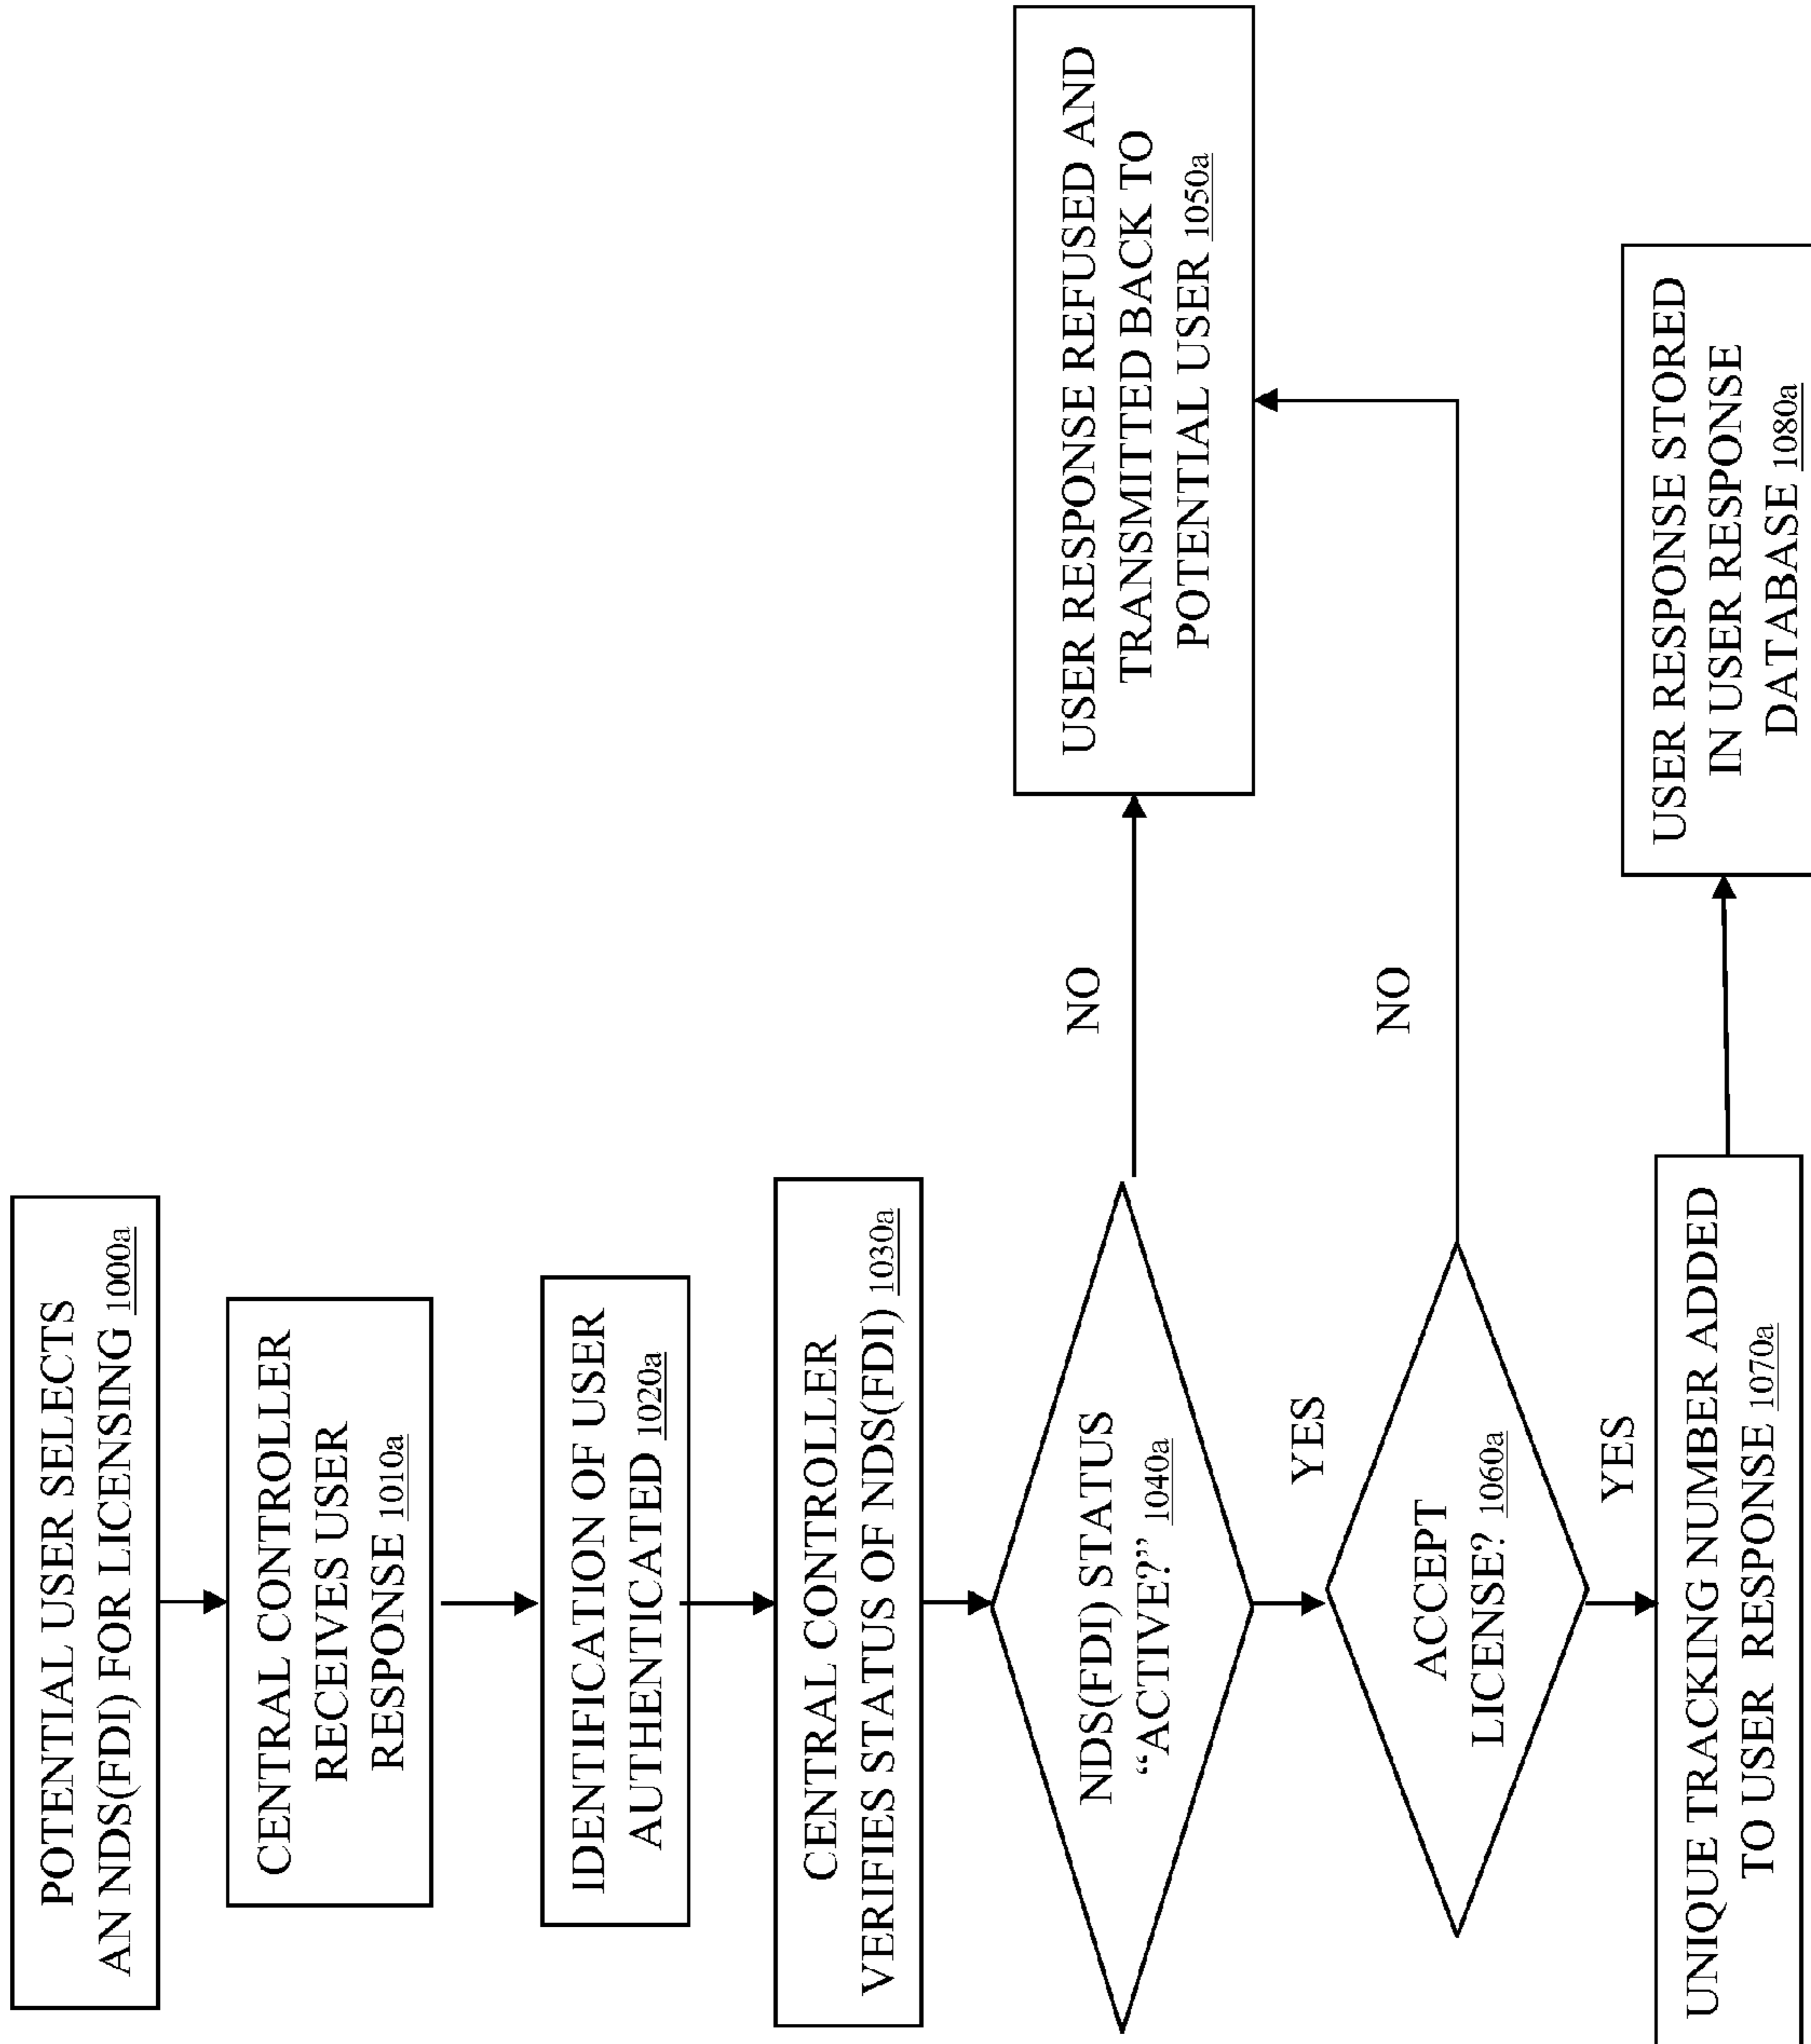 POTENTIAL USER SELECTS
AN NDS(FDI) FOR LICENSING 1000a
CENTRAL CONTROLLER
RECEIVES USER
RESPONSE 1010a
IDENTIFICATION OF USER
AUTHENTICATED 1020a
CENTRAL CONTROLLER
VERIFIES STATUS OF NDS(FDI) 1030a
NDS(FDI) STATUS
“ACTIVE?” 1040a
NO
USER RESPONSE REFUSED AND
TRANSMITTED BACK TO
POTENTIAL USER 1050a
YES
ACCEPT
LICENSE? 1060a
NO
YES
UNIQUE TRACKING NUMBER ADDED
TO USER RESPONSE 1070a
USER RESPONSE STORED
IN USER RESPONSE
DATABASE 1080a